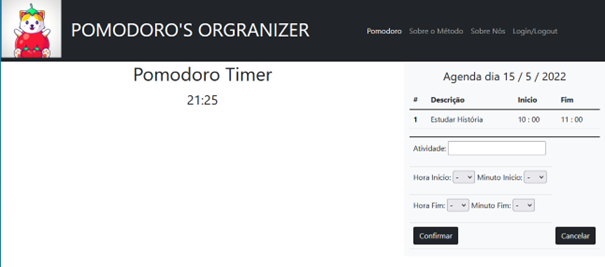 POMODORO'S ORGRANIZER
Pomodoro Sobre o Método Sobre Nós Login/Logout
Pomodoro Timer
21:25
Agenda dia 15 / 5 / 2022
# Descrição Inicio Fim
1 Estudar História 10 : 00 11 : 00
Atividade:
Hora Inicio: - Minuto Inicio: -
Hora Fim: - Minuto Fim: -
Confirmar Cancelar